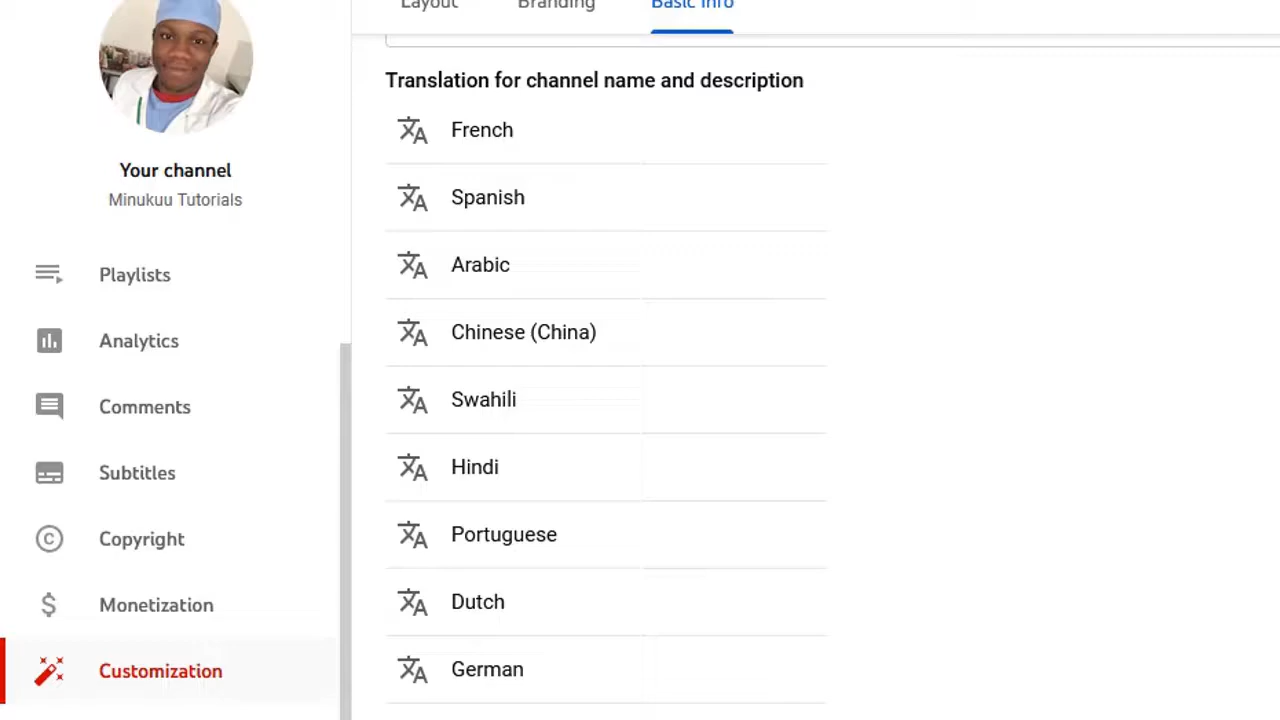 Layout
Branding
Basic info
Translation for channel name and description
French
Spanish
Arabic
Chinese (China)
Swahili
Hindi
Portuguese
Dutch
German
Your channel
Minukuu Tutorials
Playlists
Analytics
Comments
Subtitles
Copyright
Monetization
Customization